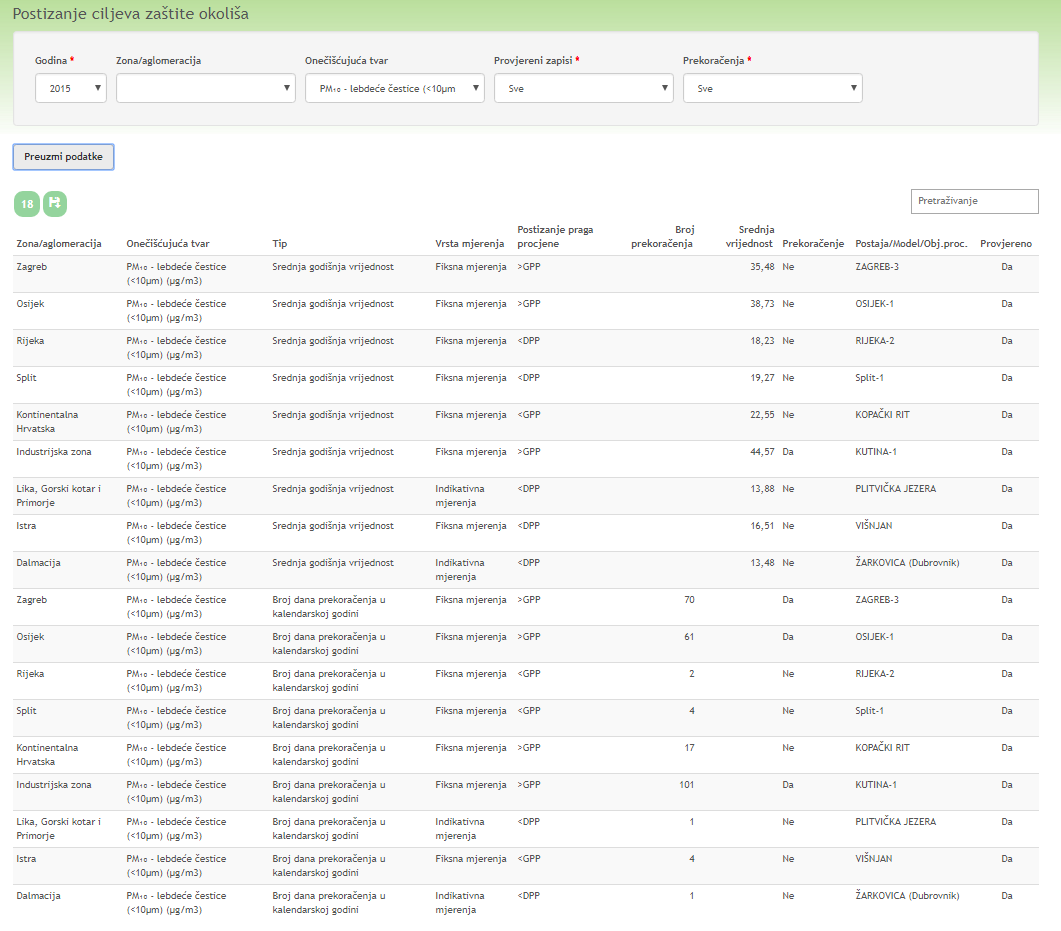 Postizanje ciljeva zaštite okoliša
Godina * Zona/aglomeracija Onečišćujuća tvar Provjereni zapisi * Prekoračenja *
2015 PM₁₀ - lebdeće čestice (<10µm Sve Sve
Preuzmi podatke
18 Pretraživanje
Zona/aglomeracija Onečišćujuća tvar Tip Vrsta mjerenja Postizanje praga procjene Broj prekoračenja Srednja vrijednost Prekoračenje Postaja/Model/Obj.proc. Provjereno
Zagreb PM₁₀ - lebdeće čestice (<10µm) (µg/m3) Srednja godišnja vrijednost Fiksna mjerenja >GPP 35,48 Ne ZAGREB-3 Da
Osijek PM₁₀ - lebdeće čestice (<10µm) (µg/m3) Srednja godišnja vrijednost Fiksna mjerenja >GPP 38,73 Ne OSIJEK-1 Da
Rijeka PM₁₀ - lebdeće čestice (<10µm) (µg/m3) Srednja godišnja vrijednost Fiksna mjerenja <DPP 18,23 Ne RIJEKA-2 Da
Split PM₁₀ - lebdeće čestice (<10µm) (µg/m3) Srednja godišnja vrijednost Fiksna mjerenja <DPP 19,27 Ne Split-1 Da
Kontinentalna Hrvatska PM₁₀ - lebdeće čestice (<10µm) (µg/m3) Srednja godišnja vrijednost Fiksna mjerenja <GPP 22,55 Ne KOPAČKI RIT Da
Industrijska zona PM₁₀ - lebdeće čestice (<10µm) (µg/m3) Srednja godišnja vrijednost Fiksna mjerenja >GPP 44,57 Da KUTINA-1 Da
Lika, Gorski kotar i Primorje PM₁₀ - lebdeće čestice (<10µm) (µg/m3) Srednja godišnja vrijednost Indikativna mjerenja <DPP 13,88 Ne PLITVIČKA JEZERA Da
Istra PM₁₀ - lebdeće čestice (<10µm) (µg/m3) Srednja godišnja vrijednost Fiksna mjerenja <DPP 16,51 Ne VIŠNJAN Da
Dalmacija PM₁₀ - lebdeće čestice (<10µm) (µg/m3) Srednja godišnja vrijednost Indikativna mjerenja <DPP 13,48 Ne ŽARKOVICA (Dubrovnik) Da
Zagreb PM₁₀ - lebdeće čestice (<10µm) (µg/m3) Broj dana prekoračenja u kalendarskoj godini Fiksna mjerenja >GPP 70 Da ZAGREB-3 Da
Osijek PM₁₀ - lebdeće čestice (<10µm) (µg/m3) Broj dana prekoračenja u kalendarskoj godini Fiksna mjerenja >GPP 61 Da OSIJEK-1 Da
Rijeka PM₁₀ - lebdeće čestice (<10µm) (µg/m3) Broj dana prekoračenja u kalendarskoj godini Fiksna mjerenja <GPP 2 Ne RIJEKA-2 Da
Split PM₁₀ - lebdeće čestice (<10µm) (µg/m3) Broj dana prekoračenja u kalendarskoj godini Fiksna mjerenja <GPP 4 Ne Split-1 Da
Kontinentalna Hrvatska PM₁₀ - lebdeće čestice (<10µm) (µg/m3) Broj dana prekoračenja u kalendarskoj godini Fiksna mjerenja >GPP 17 Ne KOPAČKI RIT Da
Industrijska zona PM₁₀ - lebdeće čestice (<10µm) (µg/m3) Broj dana prekoračenja u kalendarskoj godini Fiksna mjerenja >GPP 101 Da KUTINA-1 Da
Lika, Gorski kotar i Primorje PM₁₀ - lebdeće čestice (<10µm) (µg/m3) Broj dana prekoračenja u kalendarskoj godini Indikativna mjerenja <DPP 1 Ne PLITVIČKA JEZERA Da
Istra PM₁₀ - lebdeće čestice (<10µm) (µg/m3) Broj dana prekoračenja u kalendarskoj godini Fiksna mjerenja <GPP 4 Ne VIŠNJAN Da
Dalmacija PM₁₀ - lebdeće čestice (<10µm) (µg/m3) Broj dana prekoračenja u kalendarskoj godini Indikativna mjerenja <DPP 1 Ne ŽARKOVICA (Dubrovnik) Da